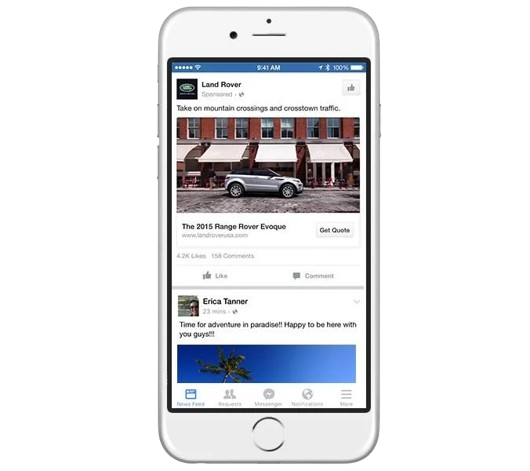 9:41 AM
100%
Land Rover
Sponsored
Take on mountain crossings and crosstown traffic.
The 2015 Range Rover Evoque
www.landroverusa.com
Get Quote
4.2K Likes 158 Comments
Like Comment
Erica Tanner
23 mins
Time for adventure in paradise!! Happy to be here with
you guys!!!
News Feed Requests Messenger Notifications More